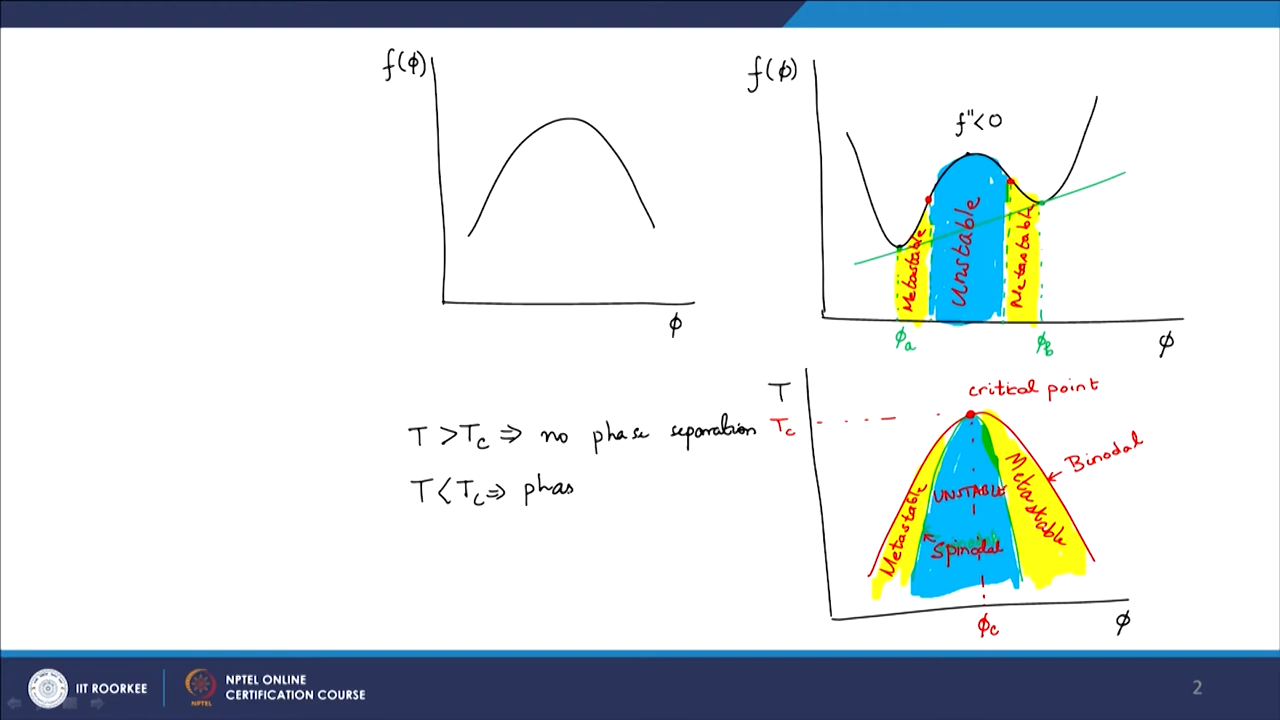 f(ϕ)
ϕ
f(ϕ)
f''<0
Metastable
Unstable
Metastable
ϕa
ϕb
ϕ
T
critical point
Tc
T >Tc ⇒ no phase separation
T< Tc ⇒ phas
Binodal
Metastable
UNSTABLE
Metastable
Spinodal
ϕc
ϕ
IIT ROORKEE
NPTEL
NPTEL ONLINE
CERTIFICATION COURSE
2